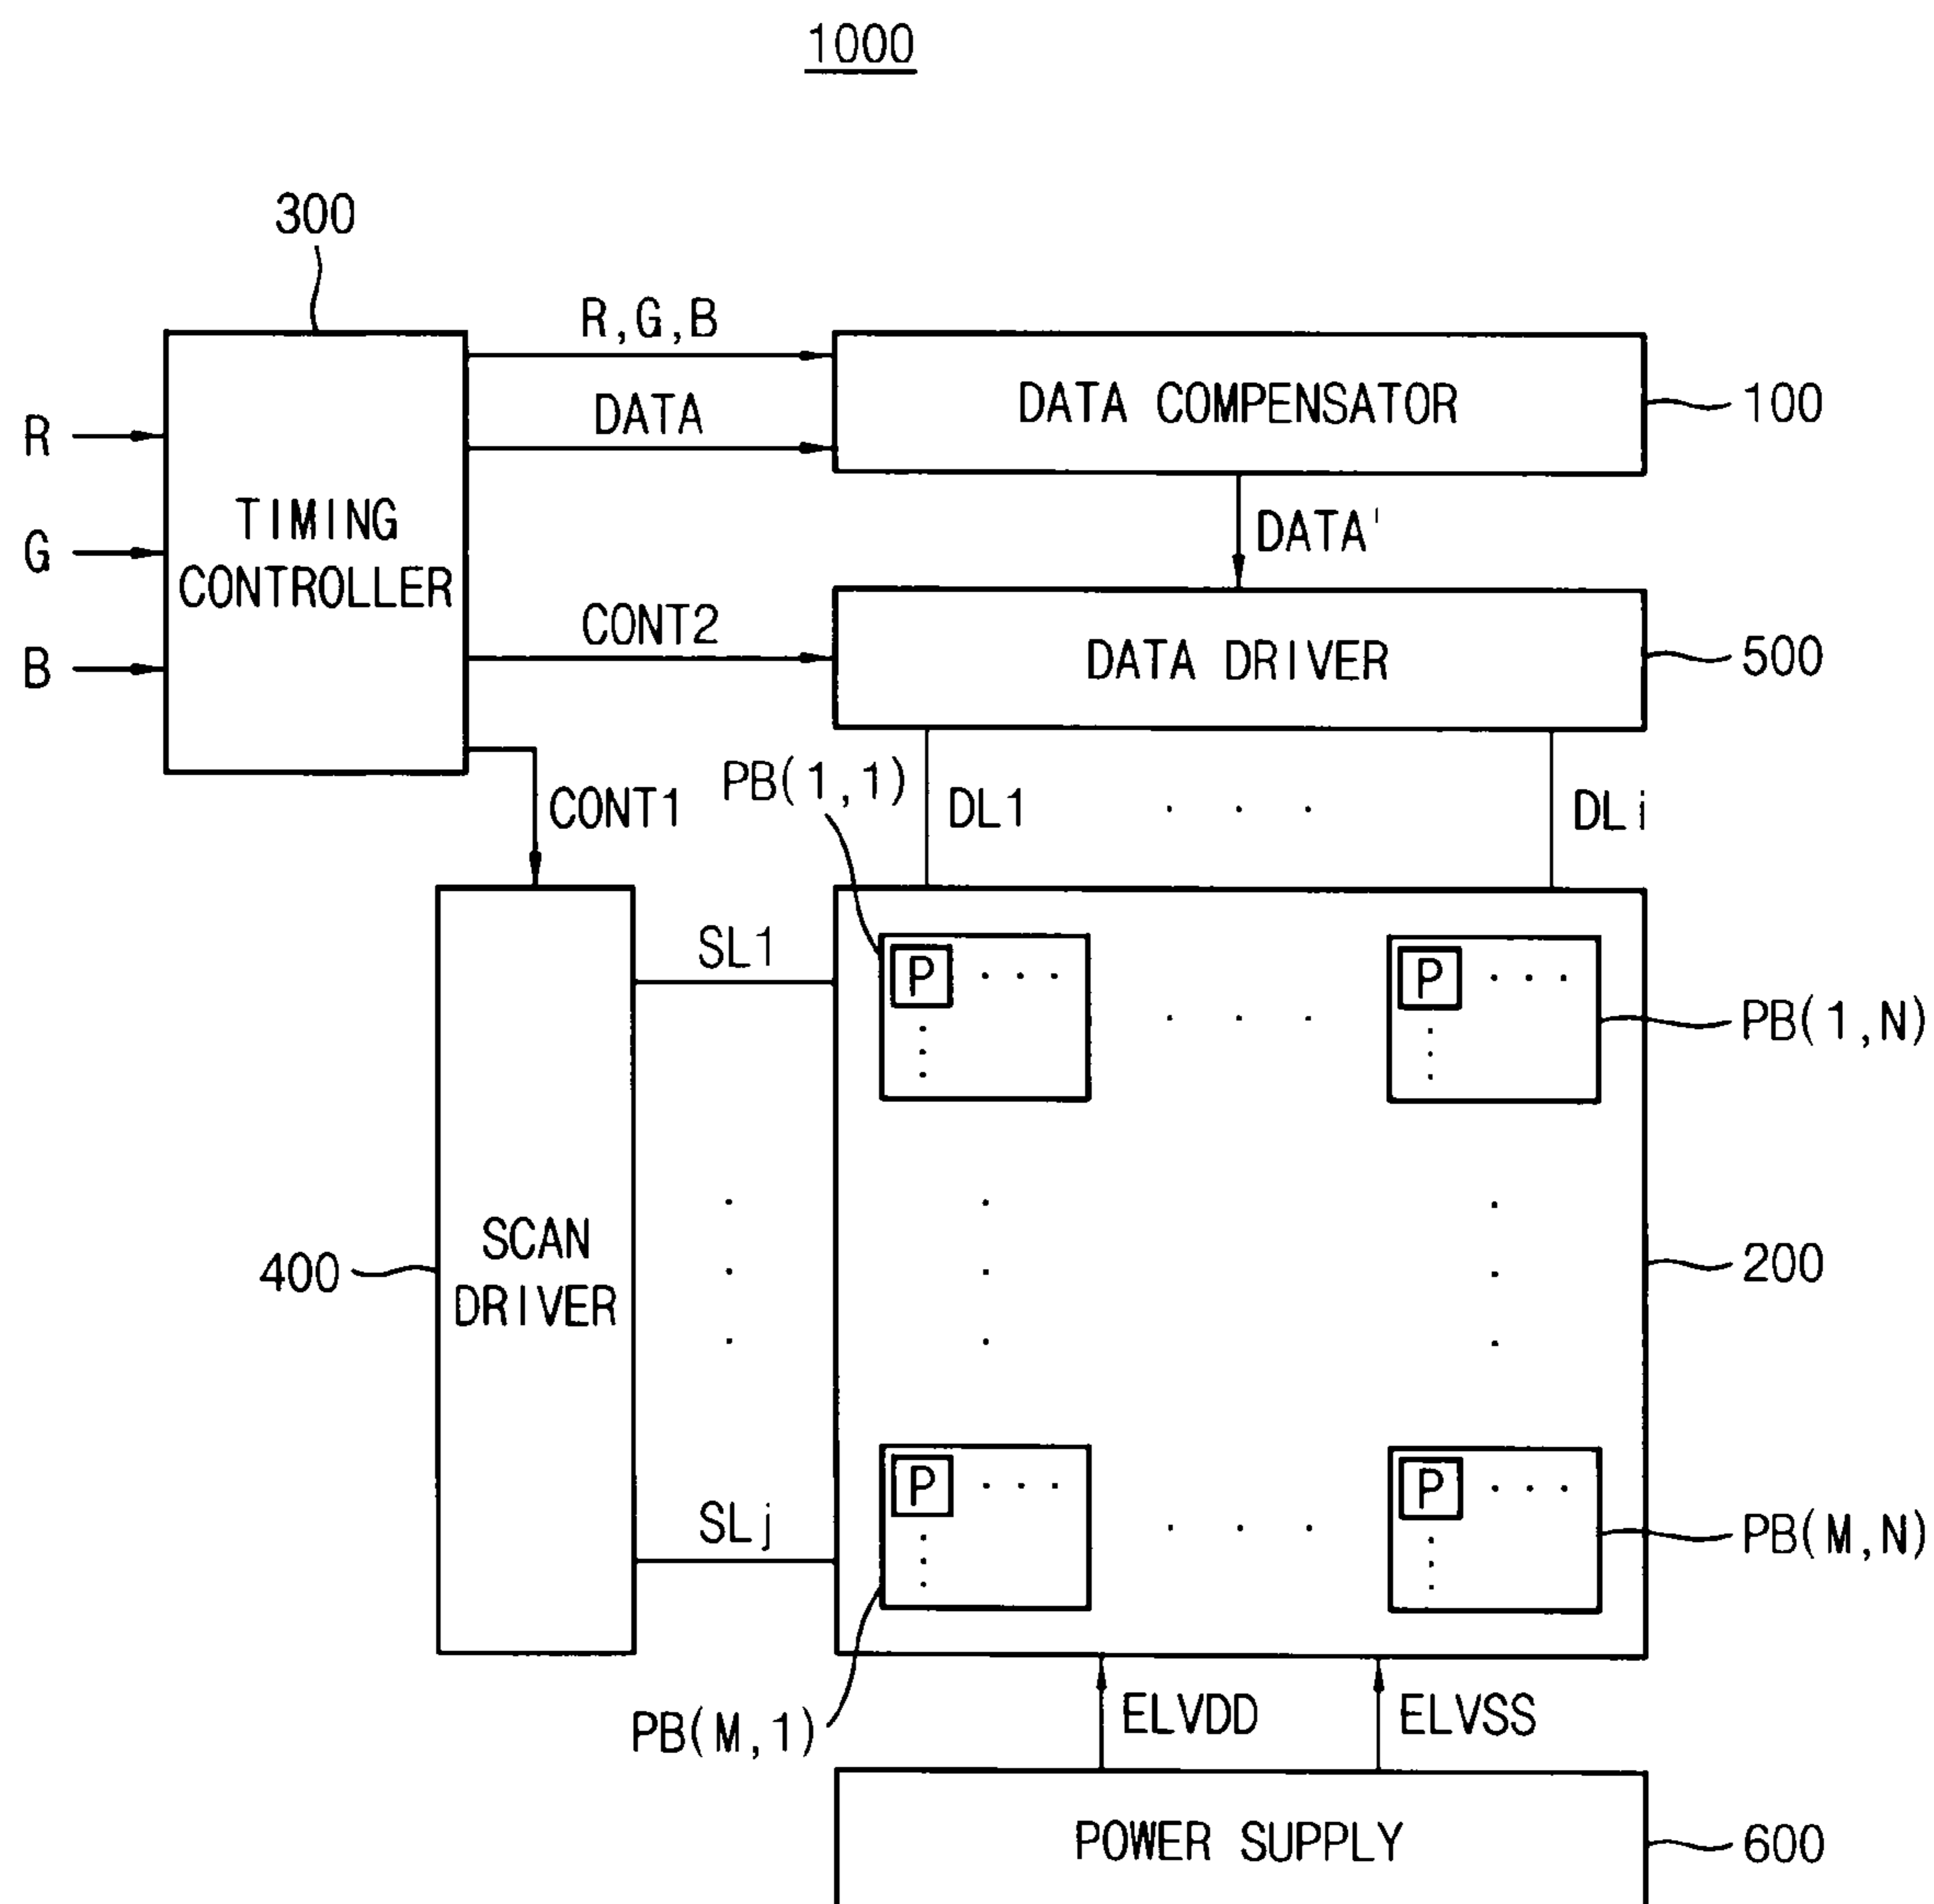 1000
300
R,G,B
DATA COMPENSATOR
100
DATA
R
TIMING
CONTROLLER
G
DATA'
B
CONT2
DATA DRIVER
500
CONT1
PB(1,1)
DL1
. . .
DLi
SL1
P
. . .
P
. . .
PB(1,N)
400
SCAN
DRIVER
200
SLj
P
. . .
P
. . .
PB(M,N)
PB(M,1)
ELVDD
ELVSS
POWER SUPPLY
600